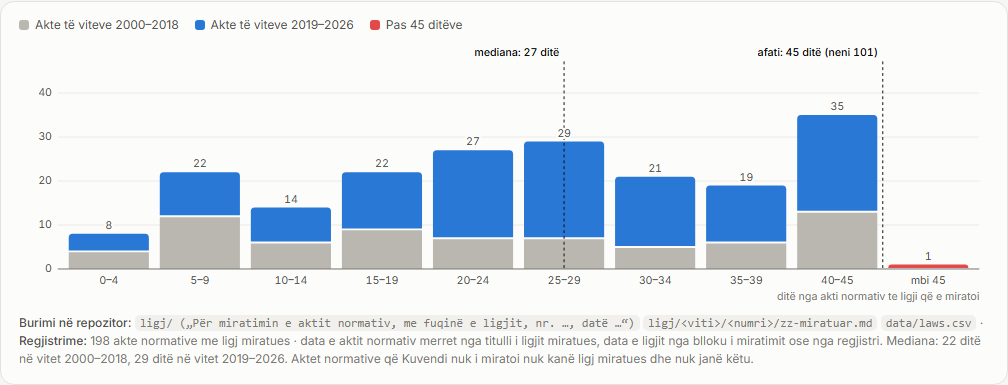 Akte të viteve 2000–2018 Akte të viteve 2019–2026 Pas 45 ditëve
mediana: 27 ditë afati: 45 ditë (neni 101)
40
30
20
10
0
8 22 14 22 27 29 21 19 35 1
0–4 5–9 10–14 15–19 20–24 25–29 30–34 35–39 40–45 mbi 45
ditë nga akti normativ te ligji që e miratoi
Burimi në repozitor: ligj/ („Për miratimin e aktit normativ, me fuqinë e ligjit, nr. …, datë …“) ligj/<viti>/<numri>/zz-miratuar.md data/laws.csv ·
Regjistrime: 198 akte normative me ligj miratues · data e aktit normativ merret nga titulli i ligjit miratues, data e ligjit nga blloku i miratimit ose nga regjistri. Mediana: 22 ditë
në vitet 2000–2018, 29 ditë në vitet 2019–2026. Aktet normative që Kuvendi nuk i miratoi nuk kanë ligj miratues dhe nuk janë këtu.